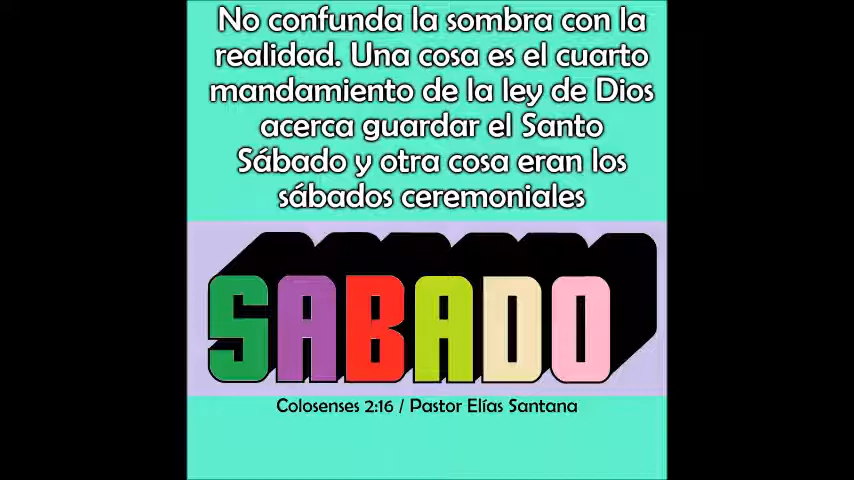 No confunda la sombra con la
realidad. Una cosa es el cuarto
mandamiento de la ley de Dios
acerca guardar el Santo
Sábado y otra cosa eran los
sábados ceremoniales
SABADO
Colosenses 2:16 / Pastor Elías Santana